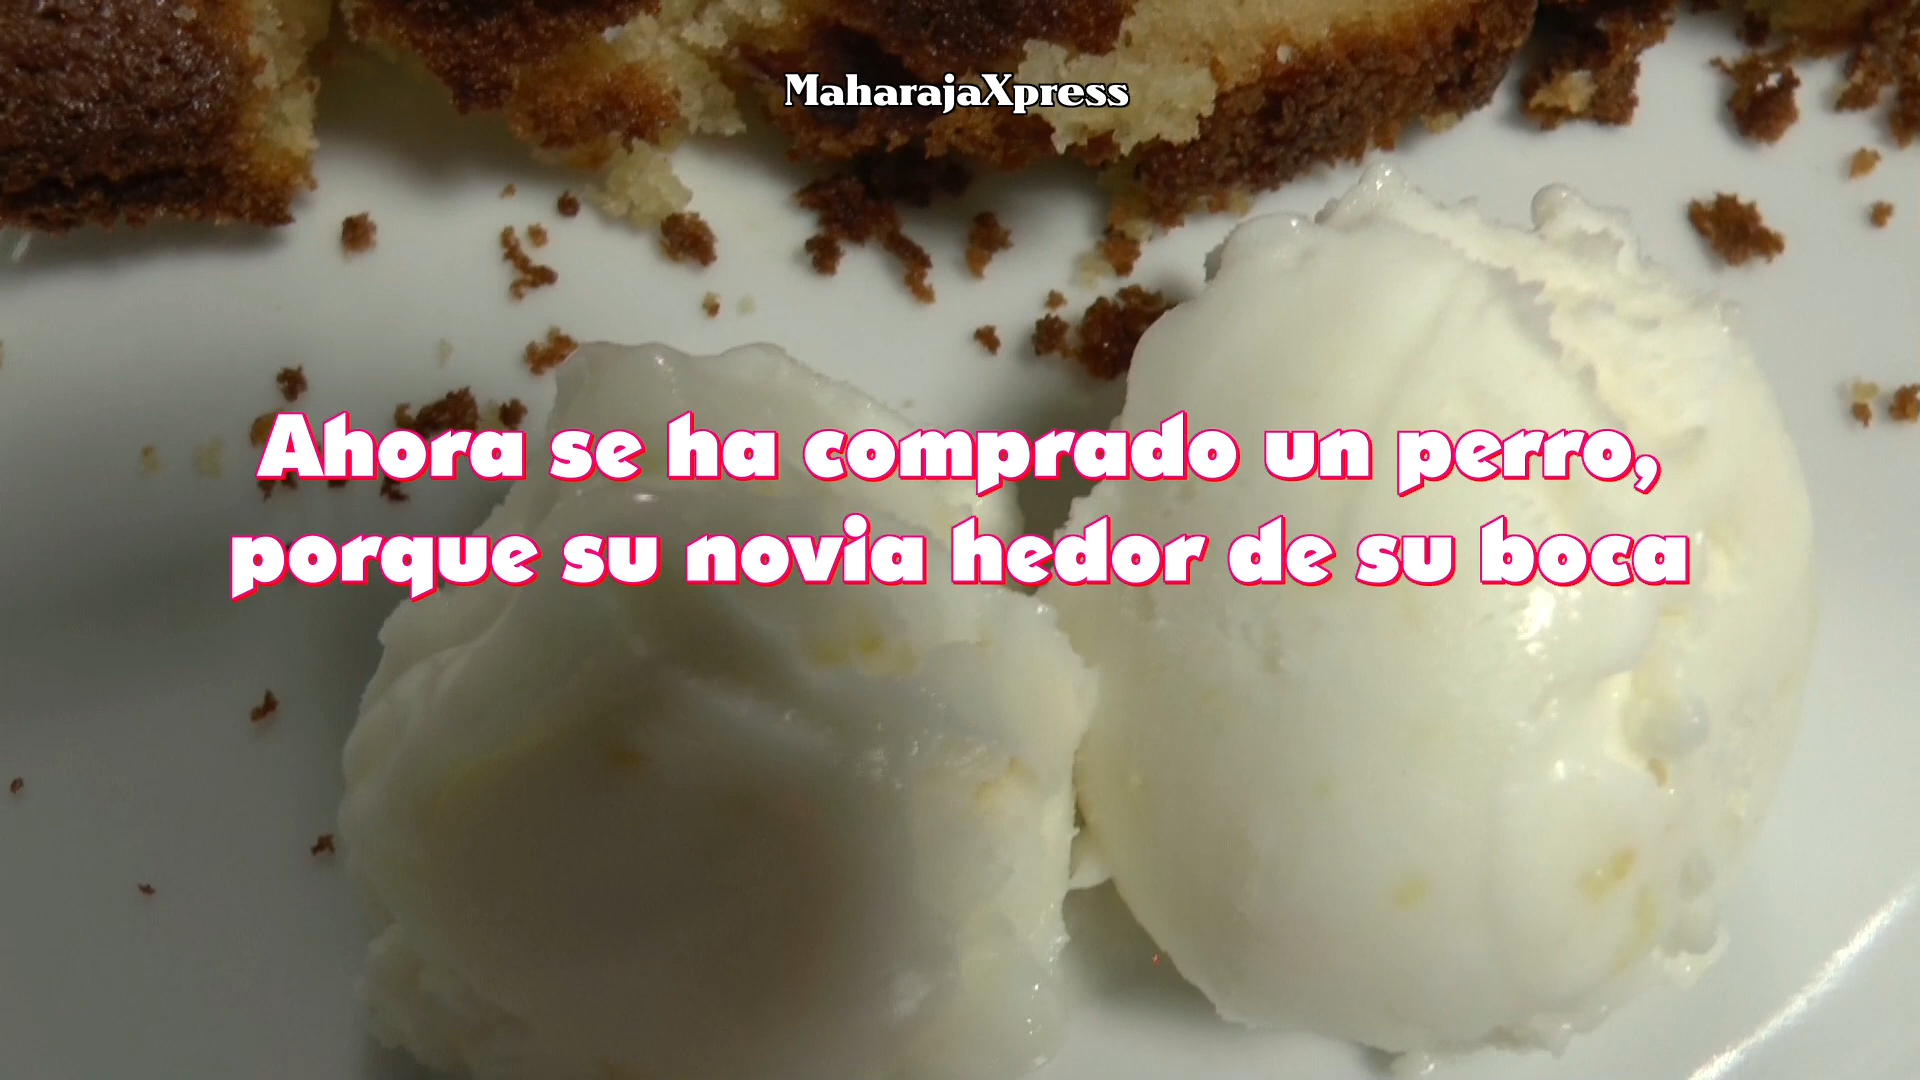 MaharajaXpress
Ahora se ha comprado un perro,
porque su novia hedor de su boca